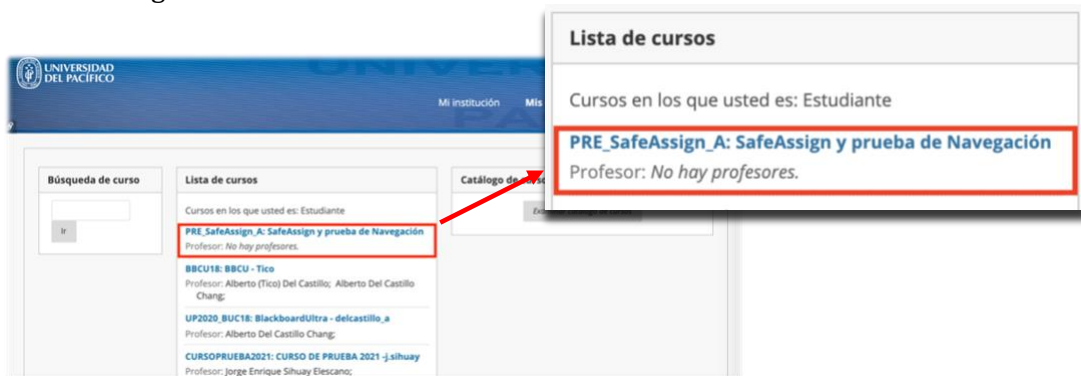 UNIVERSIDAD
DEL PACÍFICO
Mi institución Mis
Búsqueda de curso
Ir
Lista de cursos
Cursos en los que usted es: Estudiante
PRE_SafeAssign_A: SafeAssign y prueba de Navegación
Profesor: No hay profesores.
BBCU18: BBCU - Tico
Profesor: Alberto (Tico) Del Castillo; Alberto Del Castillo
Chang;
UP2020_BUC18: BlackboardUltra - delcastillo_a
Profesor: Alberto Del Castillo Chang;
CURSOPRUEBA2021: CURSO DE PRUEBA 2021 -j.sihuay
Profesor: Jorge Enrique Sihuay Elescano;
Catálogo de
Lista de cursos
Cursos en los que usted es: Estudiante
PRE_SafeAssign_A: SafeAssign y prueba de Navegación
Profesor: No hay profesores.